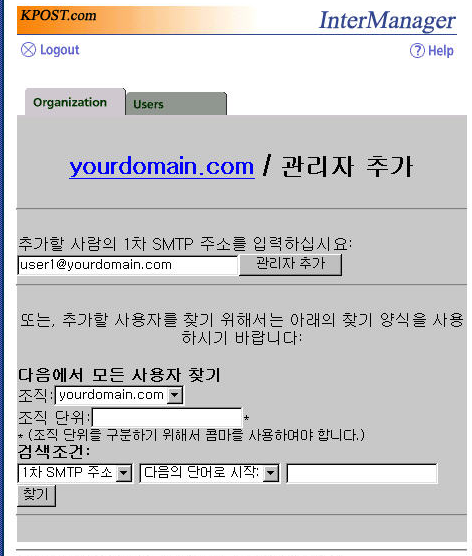 KPOST.com InterManager
Logout Help
Organization Users
yourdomain.com / 관리자 추가
추가할 사람의 1차 SMTP 주소를 입력하십시요:
user1@yourdomain.com 관리자 추가
또는, 추가할 사용자를 찾기 위해서는 아래의 찾기 양식을 사용
하시기 바랍니다:
다음에서 모든 사용자 찾기
조직: yourdomain.com
조직 단위: *
* (조직 단위를 구분하기 위해서 콤마를 사용하여야 합니다.)
검색조건:
1차 SMTP 주소 다음의 단어로 시작:
찾기